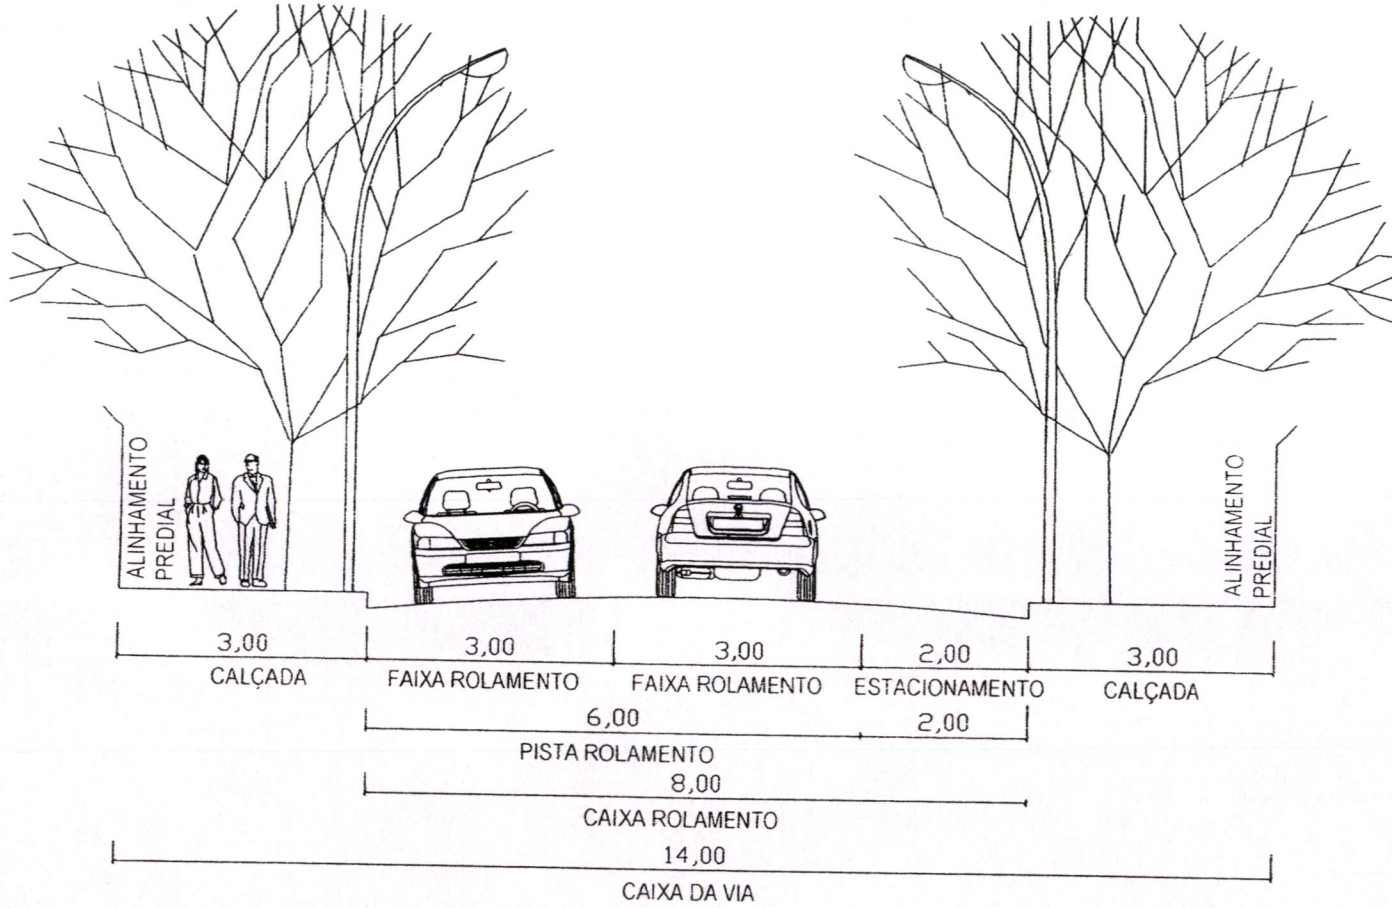 ALINHAMENTO
PREDIAL
ALINHAMENTO
PREDIAL
3,00 3,00 3,00 2,00 3,00
CALÇADA FAIXA ROLAMENTO FAIXA ROLAMENTO ESTACIONAMENTO CALÇADA
6,00 2,00
PISTA ROLAMENTO
8,00
CAIXA ROLAMENTO
14,00
CAIXA DA VIA